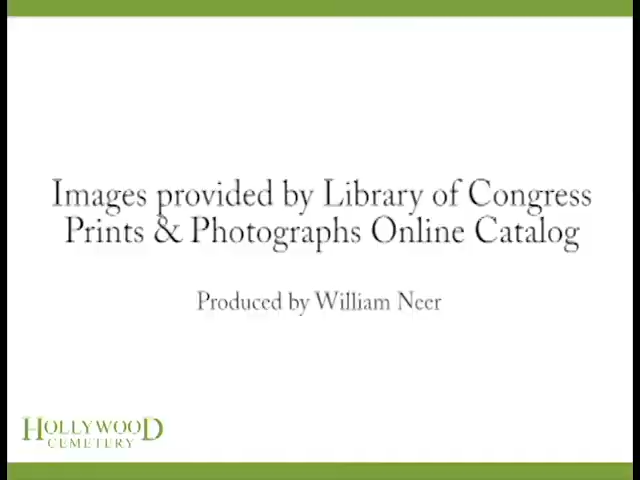 Images provided by Library of Congress
Prints & Photographs Online Catalog
Produced by William Neer
HOLLYWOOD
CEMETERY